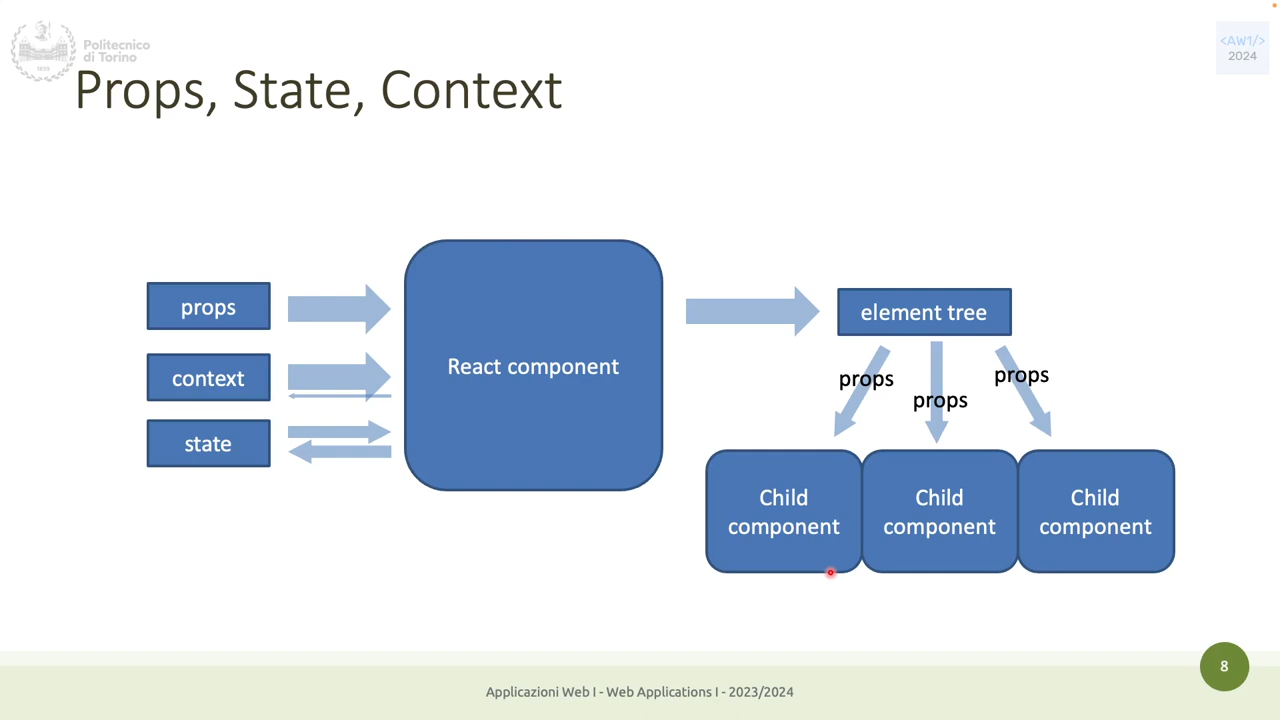 Politecnico
di Torino
1859
<AW1/>
2024
Props, State, Context
props
context
state
React component
element tree
props
props
props
Child
component
Child
component
Child
component
8
Applicazioni Web I - Web Applications I - 2023/2024